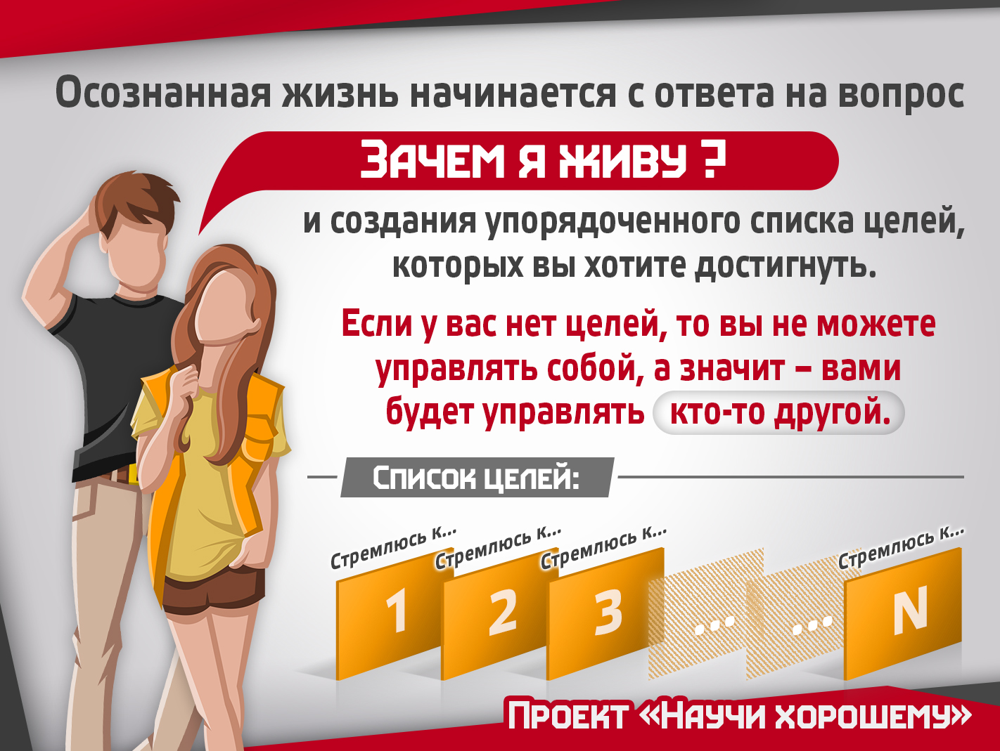 Осознанная жизнь начинается с ответа на вопрос
Зачем я живу ?
и создания упорядоченного списка целей,
которых вы хотите достигнуть.
Если у вас нет целей, то вы не можете
управлять собой, а значит – вами
будет управлять кто-то другой.
Список целей:
Стремлюсь к... Стремлюсь к... Стремлюсь к... Стремлюсь к...
1 2 3 ... ... N
Проект «Научи хорошему»